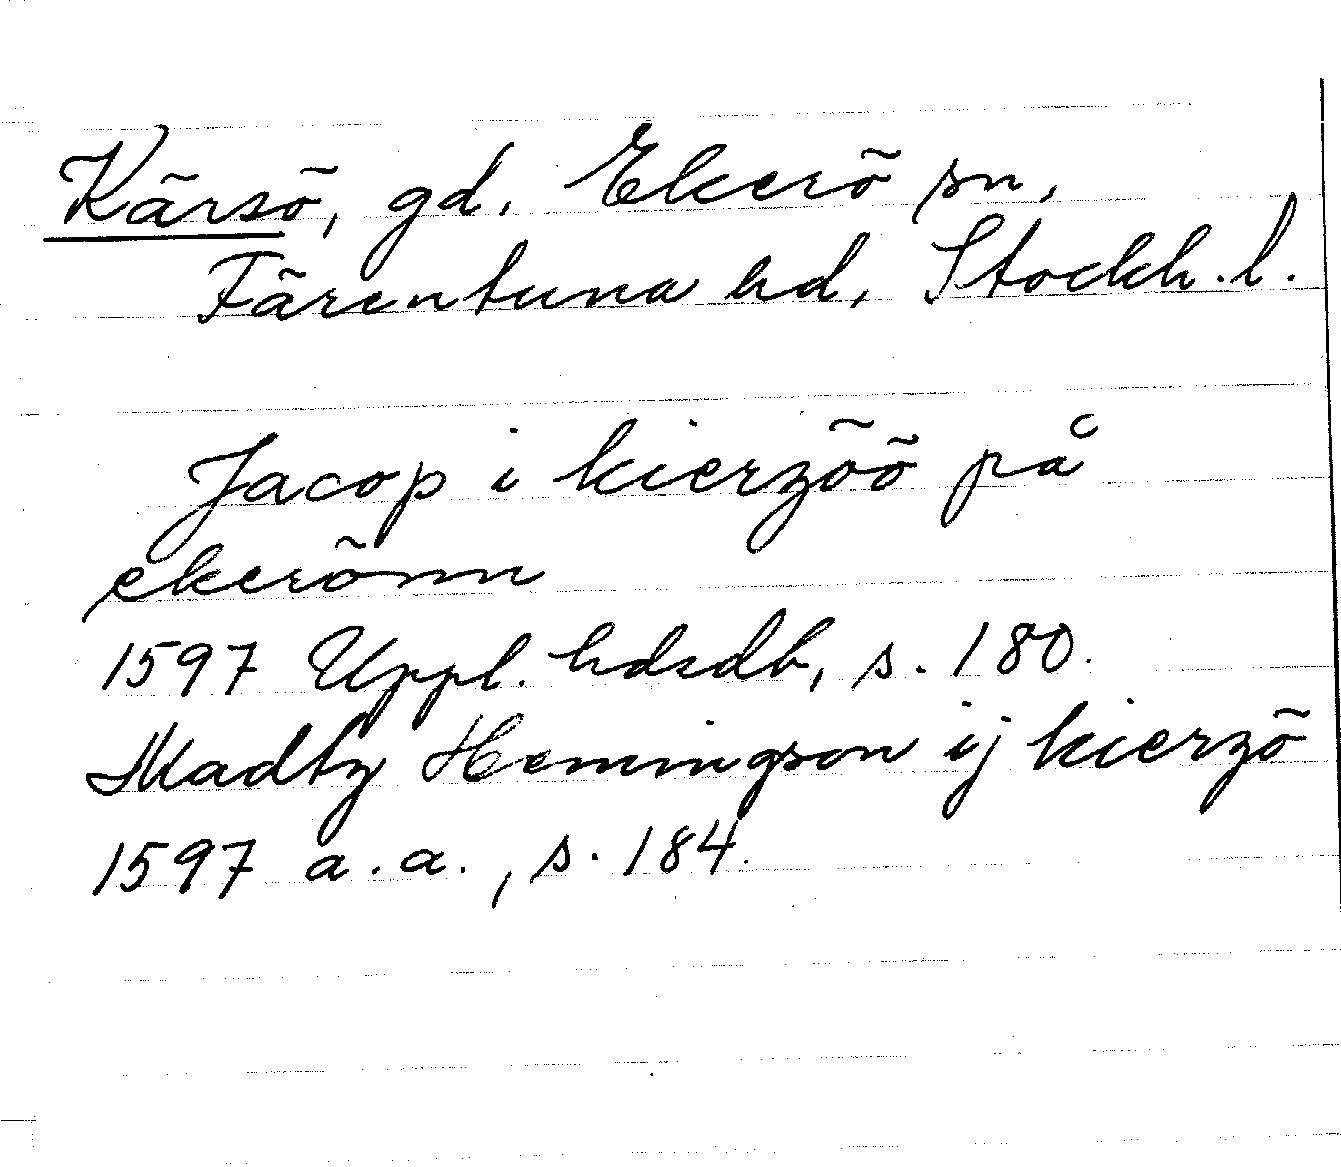 Kärsö, gd, Ekerö sn,
Färentuna hd, Stockh. l.
Jacop i kierzöö på
ekerönn
1597 Uppl. hdsdb, s. 180.
Madtz Hemingson ij kierzö
1597 a.a., s. 184.